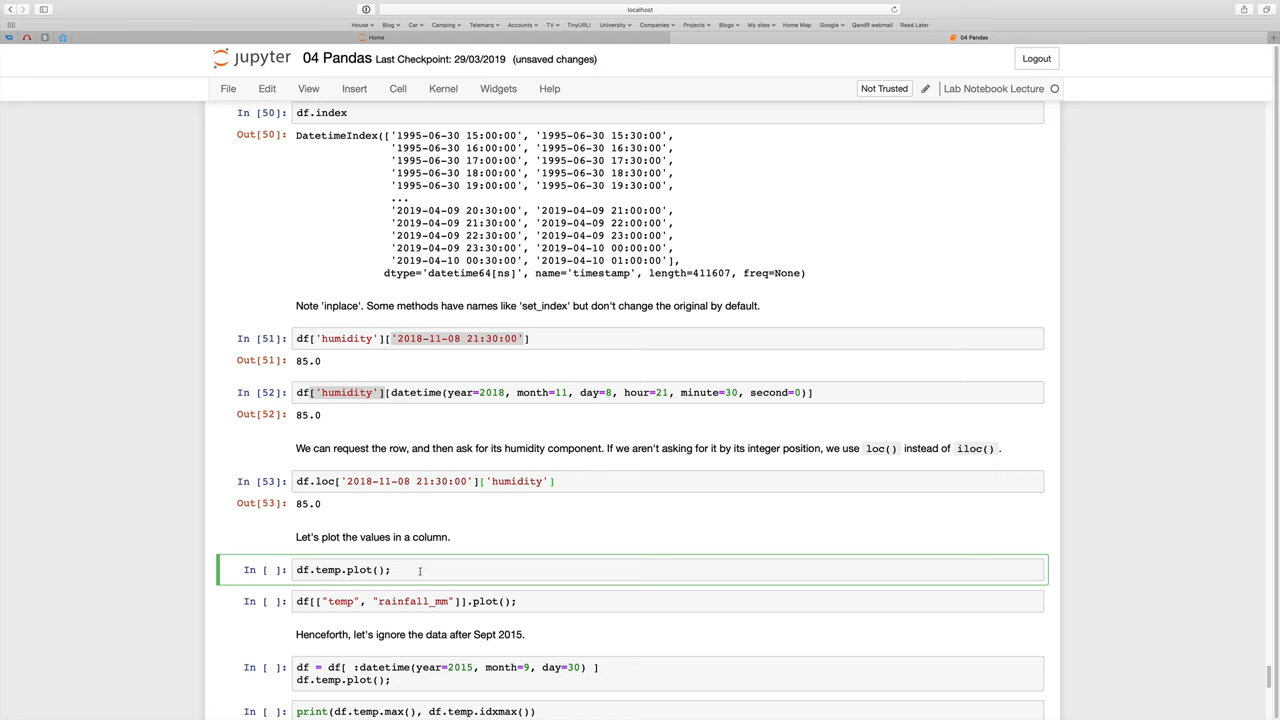 localhost
House Blog Car Camping Telemarq Accounts TV TinyURL! University Companies Projects Blogs My sites Home Map Google QandR webmail Read Later
Home 04 Pandas
jupyter 04 Pandas Last Checkpoint: 29/03/2019 (unsaved changes) Logout
File Edit View Insert Cell Kernel Widgets Help Not Trusted Lab Notebook Lecture
In [50]: df.index
Out[50]: DatetimeIndex(['1995-06-30 15:00:00', '1995-06-30 15:30:00',
'1995-06-30 16:00:00', '1995-06-30 16:30:00',
'1995-06-30 17:00:00', '1995-06-30 17:30:00',
'1995-06-30 18:00:00', '1995-06-30 18:30:00',
'1995-06-30 19:00:00', '1995-06-30 19:30:00',
...
'2019-04-09 20:30:00', '2019-04-09 21:00:00',
'2019-04-09 21:30:00', '2019-04-09 22:00:00',
'2019-04-09 22:30:00', '2019-04-09 23:00:00',
'2019-04-09 23:30:00', '2019-04-10 00:00:00',
'2019-04-10 00:30:00', '2019-04-10 01:00:00'],
dtype='datetime64[ns]', name='timestamp', length=411607, freq=None)
Note 'inplace'. Some methods have names like 'set_index' but don't change the original by default.
In [51]: df['humidity']['2018-11-08 21:30:00']
Out[51]: 85.0
In [52]: df['humidity'][datetime(year=2018, month=11, day=8, hour=21, minute=30, second=0)]
Out[52]: 85.0
We can request the row, and then ask for its humidity component. If we aren't asking for it by its integer position, we use loc() instead of iloc().
In [53]: df.loc['2018-11-08 21:30:00']['humidity']
Out[53]: 85.0
Let's plot the values in a column.
In [ ]: df.temp.plot();
In [ ]: df[["temp", "rainfall_mm"]].plot();
Henceforth, let's ignore the data after Sept 2015.
In [ ]: df = df[ :datetime(year=2015, month=9, day=30) ]
df.temp.plot();
In [ ]: print(df.temp.max(), df.temp.idxmax())